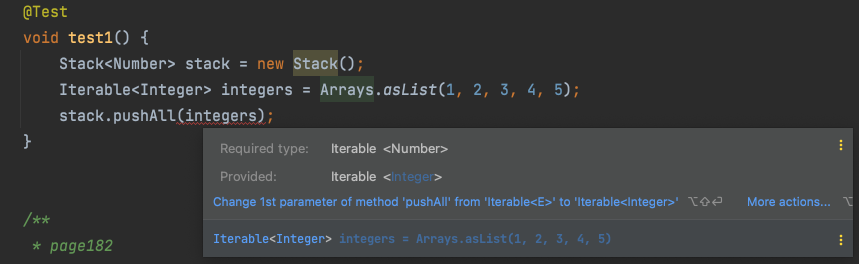 @Test
void test1() {
Stack<Number> stack = new Stack();
Iterable<Integer> integers = Arrays.asList(1, 2, 3, 4, 5);
stack.pushAll(integers);
}
Required type: Iterable <Number>
Provided: Iterable <Integer>
Change 1st parameter of method 'pushAll' from 'Iterable<E>' to 'Iterable<Integer>' ⌥⇧⏎ More actions... ⌥
Iterable<Integer> integers = Arrays.asList(1, 2, 3, 4, 5)
/**
* page182